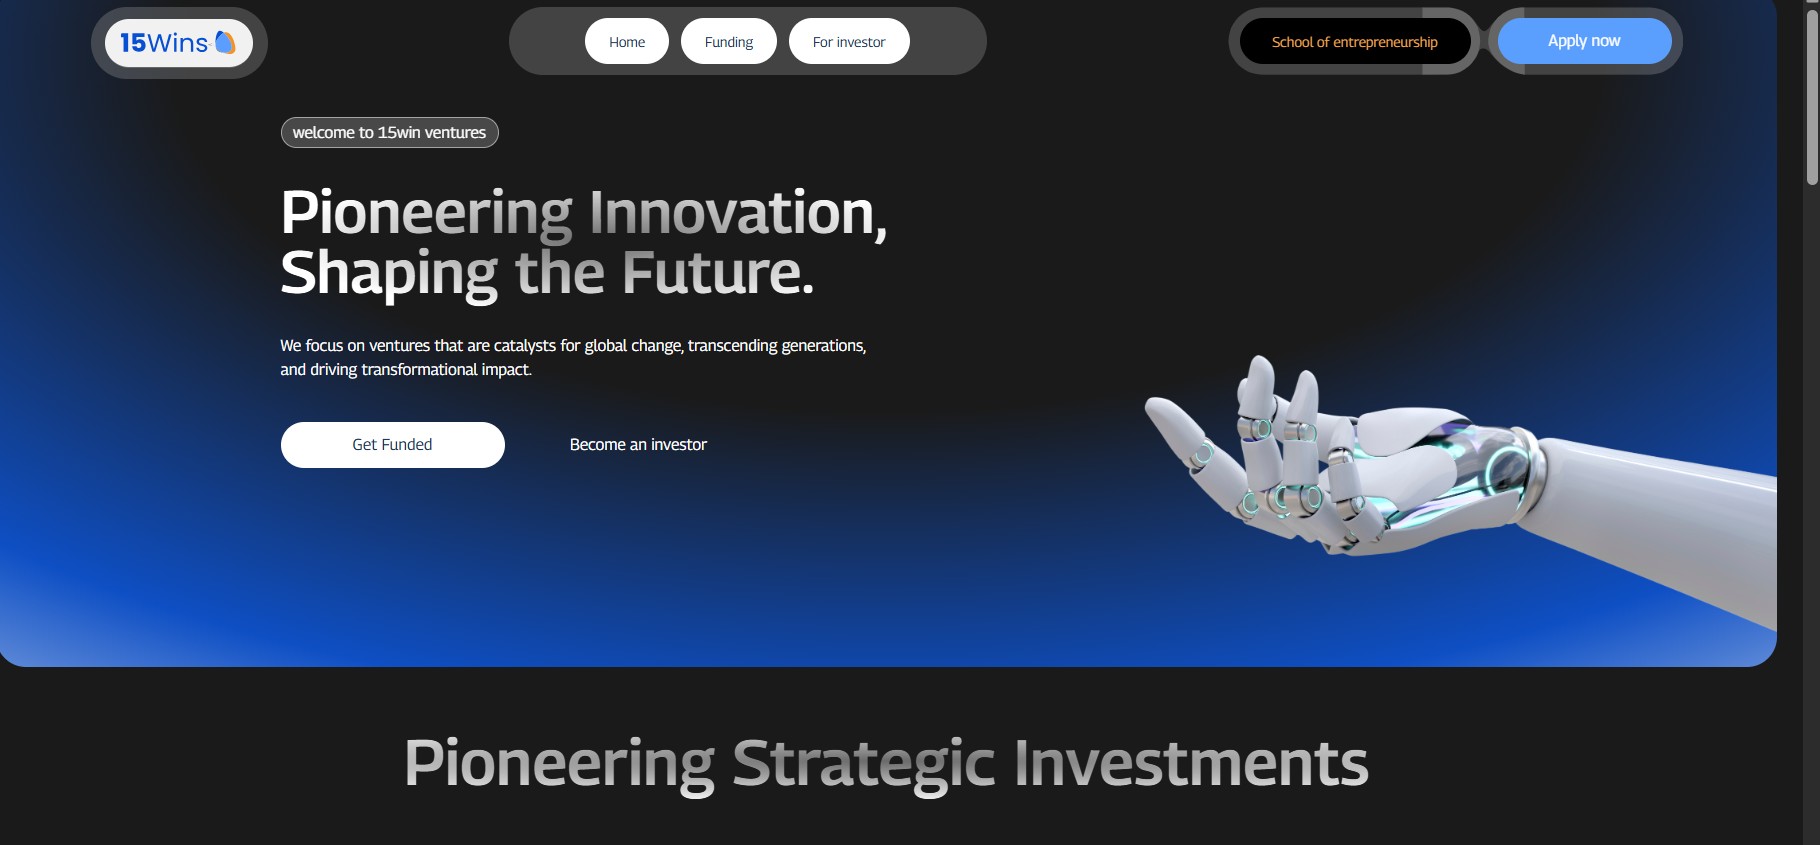 15Wins
Home
Funding
For investor
School of entrepreneurship
Apply now
welcome to 15win ventures
Pioneering Innovation,
Shaping the Future.
We focus on ventures that are catalysts for global change, transcending generations,
and driving transformational impact.
Get Funded
Become an investor
Pioneering Strategic Investments